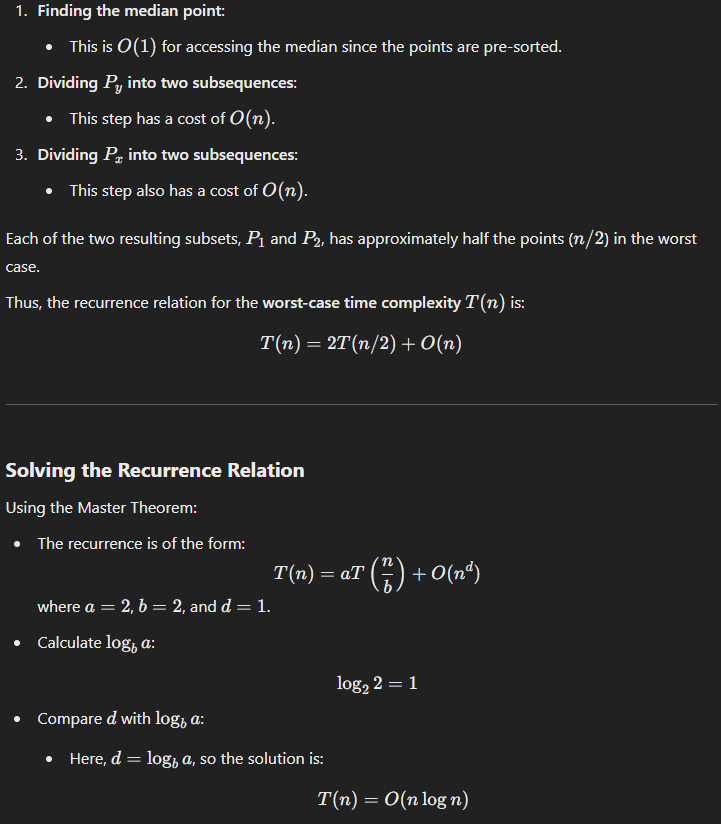 1. Finding the median point:
• This is O(1) for accessing the median since the points are pre-sorted.
2. Dividing P_y into two subsequences:
• This step has a cost of O(n).
3. Dividing P_x into two subsequences:
• This step also has a cost of O(n).
Each of the two resulting subsets, P_1 and P_2, has approximately half the points (n/2) in the worst
case.
Thus, the recurrence relation for the worst-case time complexity T(n) is:
T(n) = 2T(n/2) + O(n)
Solving the Recurrence Relation
Using the Master Theorem:
• The recurrence is of the form:
T(n) = aT(n/b) + O(n^d)
where a = 2, b = 2, and d = 1.
• Calculate log_b a:
log_2 2 = 1
• Compare d with log_b a:
• Here, d = log_b a, so the solution is:
T(n) = O(n log n)